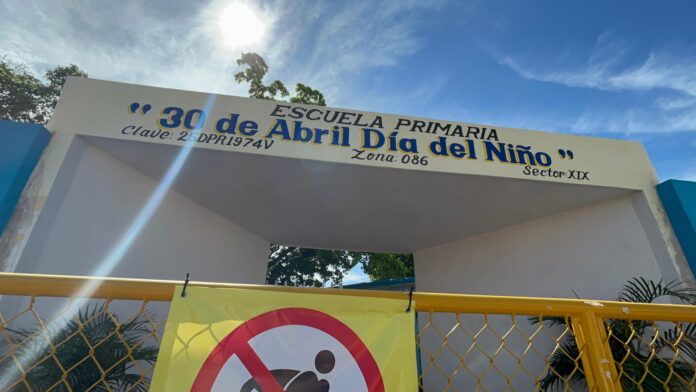 ESCUELA PRIMARIA
" 30 de Abril Día del Niño "
Clave: 25DPR1974V Zona: 086 Sector: XIX